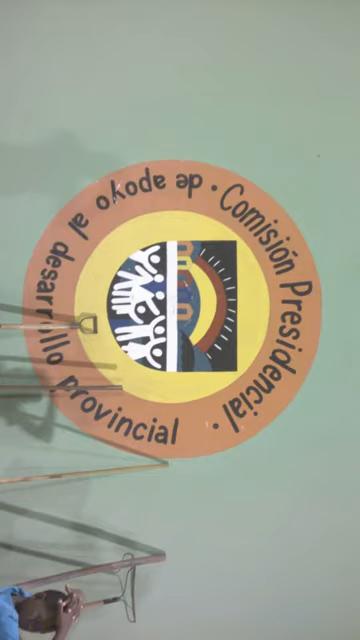 Comisión Presidencial •
de apoyo al desarrollo provincial •